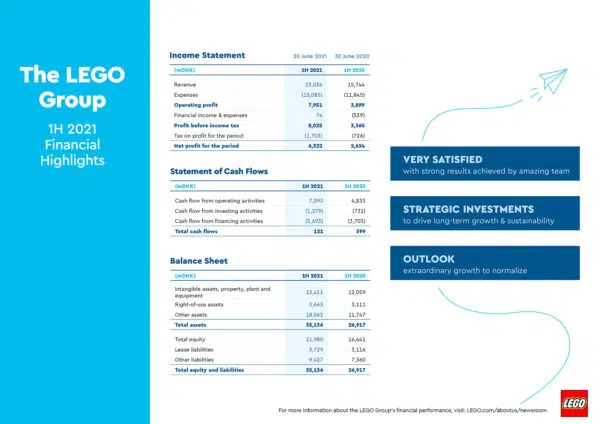 The LEGO
Group
1H 2021
Financial
Highlights
Income Statement 30 June 2021 30 June 2020
(mDKK) 1H 2021 1H 2020
Revenue 23,036 15,744
Expenses (15,085) (11,845)
Operating profit 7,951 3,899
Financial income & expenses 74 (539)
Profit before income tax 8,025 3,360
Tax on profit for the period (1,703) (726)
Net profit for the period 6,322 2,634
Statement of Cash Flows
(mDKK) 1H 2021 1H 2020
Cash flow from operating activities 7,093 4,833
Cash flow from investing activities (1,279) (731)
Cash flow from financing activities (5,693) (3,703)
Total cash flows 121 399
Balance Sheet
(mDKK) 1H 2021 1H 2020
Intangible assets, property, plant and
equipment 13,411 12,059
Right-of-use assets 3,663 3,111
Other assets 18,062 11,747
Total assets 35,136 26,917
Total equity 21,980 16,441
Lease liabilities 3,729 3,116
Other liabilities 9,427 7,360
Total equity and liabilities 35,136 26,917
VERY SATISFIED
with strong results achieved by amazing team
STRATEGIC INVESTMENTS
to drive long-term growth & sustainability
OUTLOOK
extraordinary growth to normalize
For more information about the LEGO Group's financial performance, visit: LEGO.com/aboutus/newsroom
LEGO